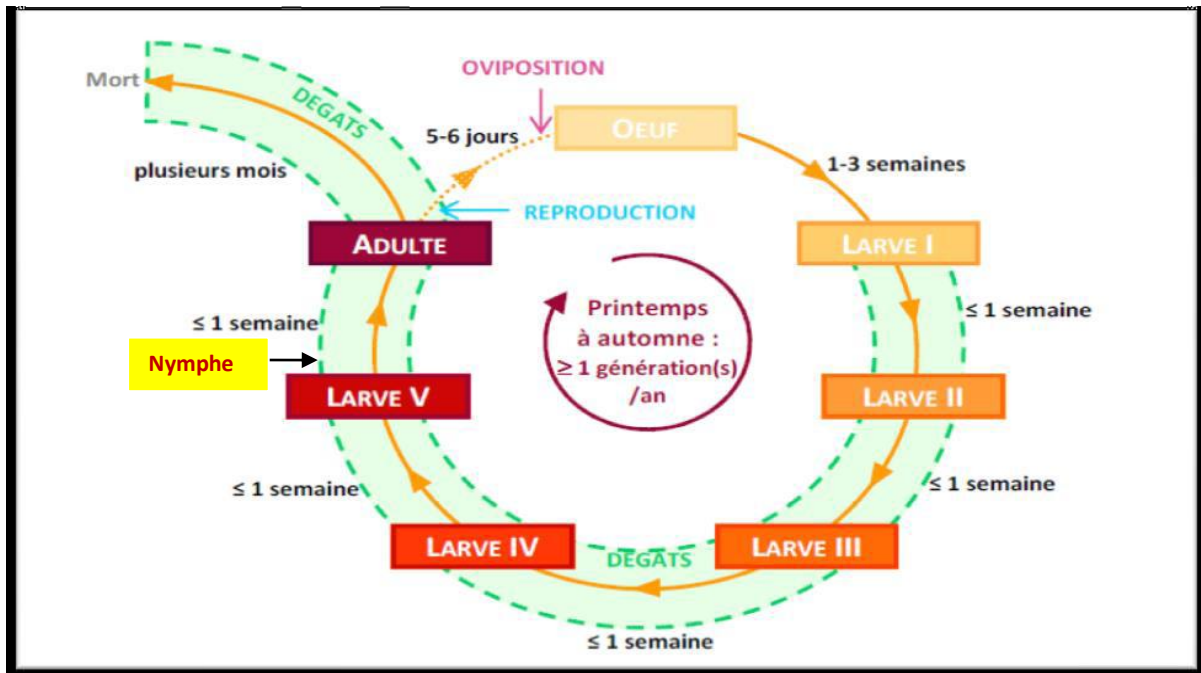 OVIPOSITION
Mort
DEGATS
5-6 jours
OEUF
1-3 semaines
plusieurs mois
REPRODUCTION
ADULTE
LARVE I
Printemps
à automne :
≥ 1 génération(s)
/an
≤ 1 semaine
≤ 1 semaine
Nymphe
LARVE V
LARVE II
≤ 1 semaine
≤ 1 semaine
LARVE IV
DEGATS
LARVE III
≤ 1 semaine